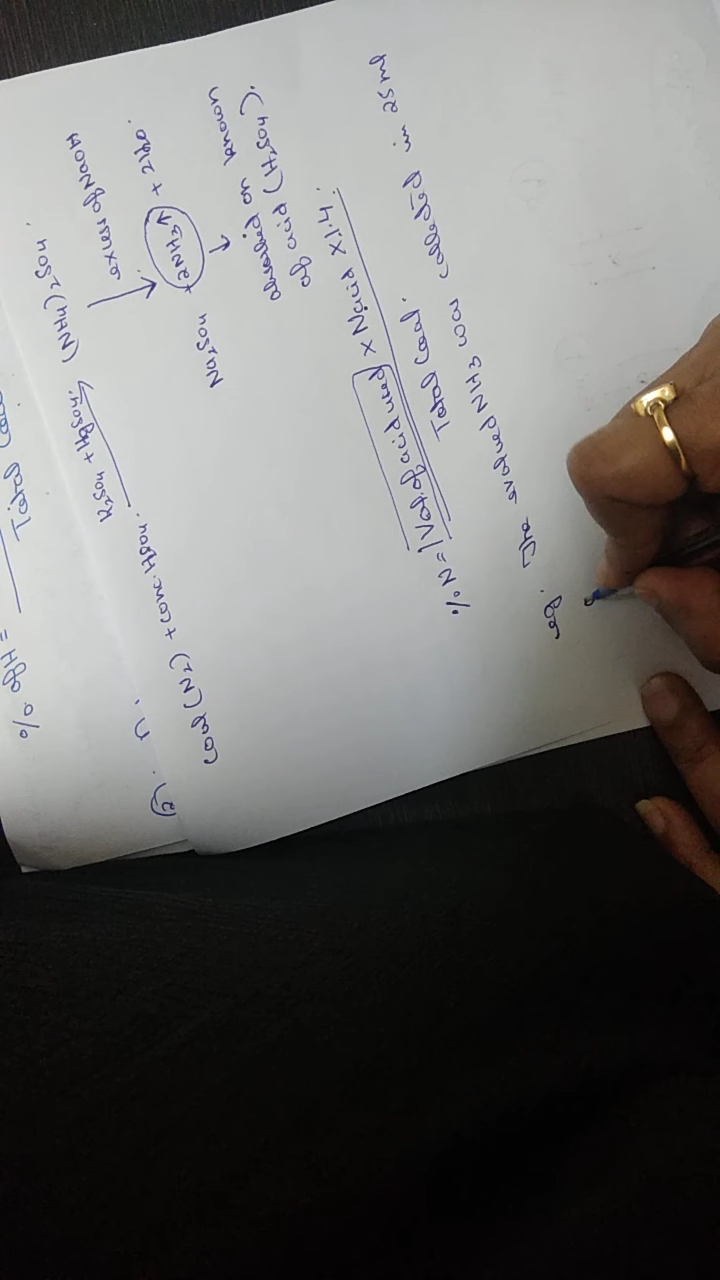 % of H = Total Coal
2). n.
K2SO4 + HgSO4
Coal (N2) + conc. H2SO4. → (NH4)2SO4.
↓ excess of NaOH
Na2SO4 + 2NH3↑ + 2H2O.
↓
absorbed on known
of acid (H2SO4.)
% N = Vol. of acid used × N acid × 1.4.
Total Coal.
. The evolved NH3 was collected in 25 ml